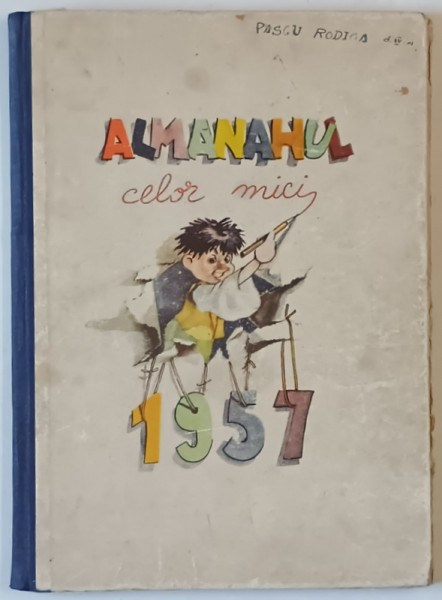 PASCU RODICA
ALMANAHUL
celor mici
1957